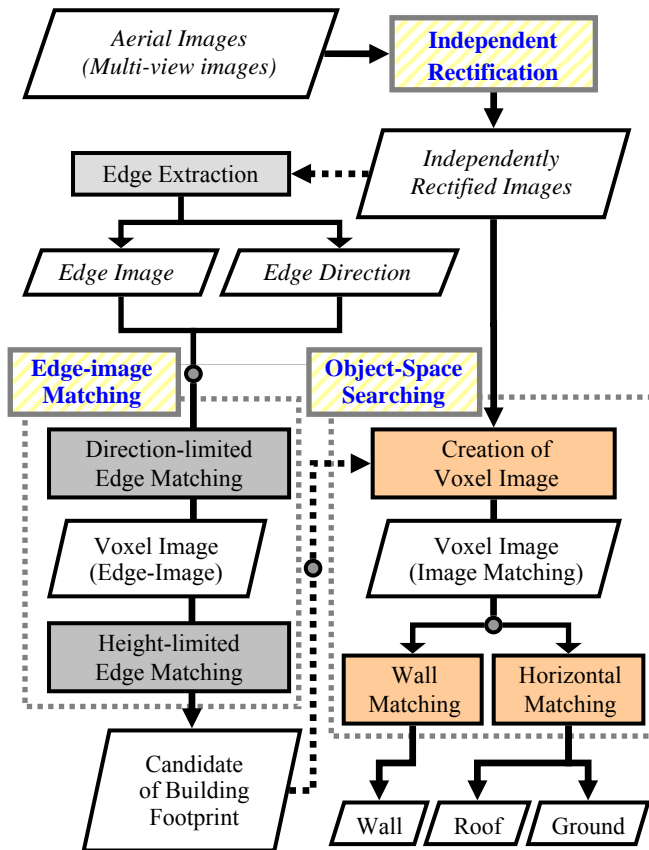 Aerial Images
(Multi-view images)
Independent
Rectification
Edge Extraction
Independently
Rectified Images
Edge Image
Edge Direction
Edge-image
Matching
Object-Space
Searching
Direction-limited
Edge Matching
Creation of
Voxel Image
Voxel Image
(Edge-Image)
Voxel Image
(Image Matching)
Height-limited
Edge Matching
Wall
Matching
Horizontal
Matching
Candidate
of Building
Footprint
Wall
Roof
Ground